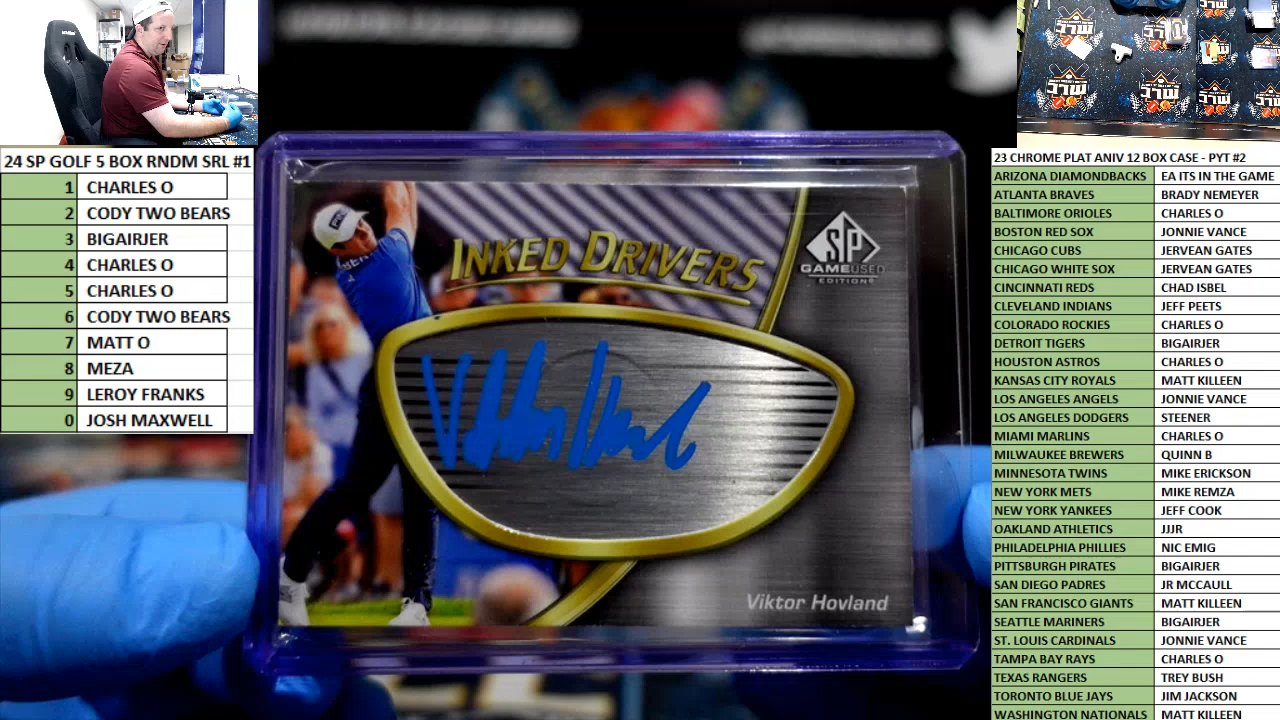 24 SP GOLF 5 BOX RNDM SRL #1
1 CHARLES O
2 CODY TWO BEARS
3 BIGAIRJER
4 CHARLES O
5 CHARLES O
6 CODY TWO BEARS
7 MATT O
8 MEZA
9 LEROY FRANKS
0 JOSH MAXWELL
INKED DRIVERS
SP
GAMEUSED
EDITION
Viktor Hovland
23 CHROME PLAT ANIV 12 BOX CASE - PYT #2
ARIZONA DIAMONDBACKS EA ITS IN THE GAME
ATLANTA BRAVES BRADY NEMEYER
BALTIMORE ORIOLES CHARLES O
BOSTON RED SOX JONNIE VANCE
CHICAGO CUBS JERVEAN GATES
CHICAGO WHITE SOX JERVEAN GATES
CINCINNATI REDS CHAD ISBEL
CLEVELAND INDIANS JEFF PEETS
COLORADO ROCKIES CHARLES O
DETROIT TIGERS BIGAIRJER
HOUSTON ASTROS CHARLES O
KANSAS CITY ROYALS MATT KILLEEN
LOS ANGELES ANGELS JONNIE VANCE
LOS ANGELES DODGERS STEENER
MIAMI MARLINS CHARLES O
MILWAUKEE BREWERS QUINN B
MINNESOTA TWINS MIKE ERICKSON
NEW YORK METS MIKE REMZA
NEW YORK YANKEES JEFF COOK
OAKLAND ATHLETICS JJJR
PHILADELPHIA PHILLIES NIC EMIG
PITTSBURGH PIRATES BIGAIRJER
SAN DIEGO PADRES JR MCCAULL
SAN FRANCISCO GIANTS MATT KILLEEN
SEATTLE MARINERS BIGAIRJER
ST. LOUIS CARDINALS JONNIE VANCE
TAMPA BAY RAYS CHARLES O
TEXAS RANGERS TREY BUSH
TORONTO BLUE JAYS JIM JACKSON
WASHINGTON NATIONALS MATT KILLEEN